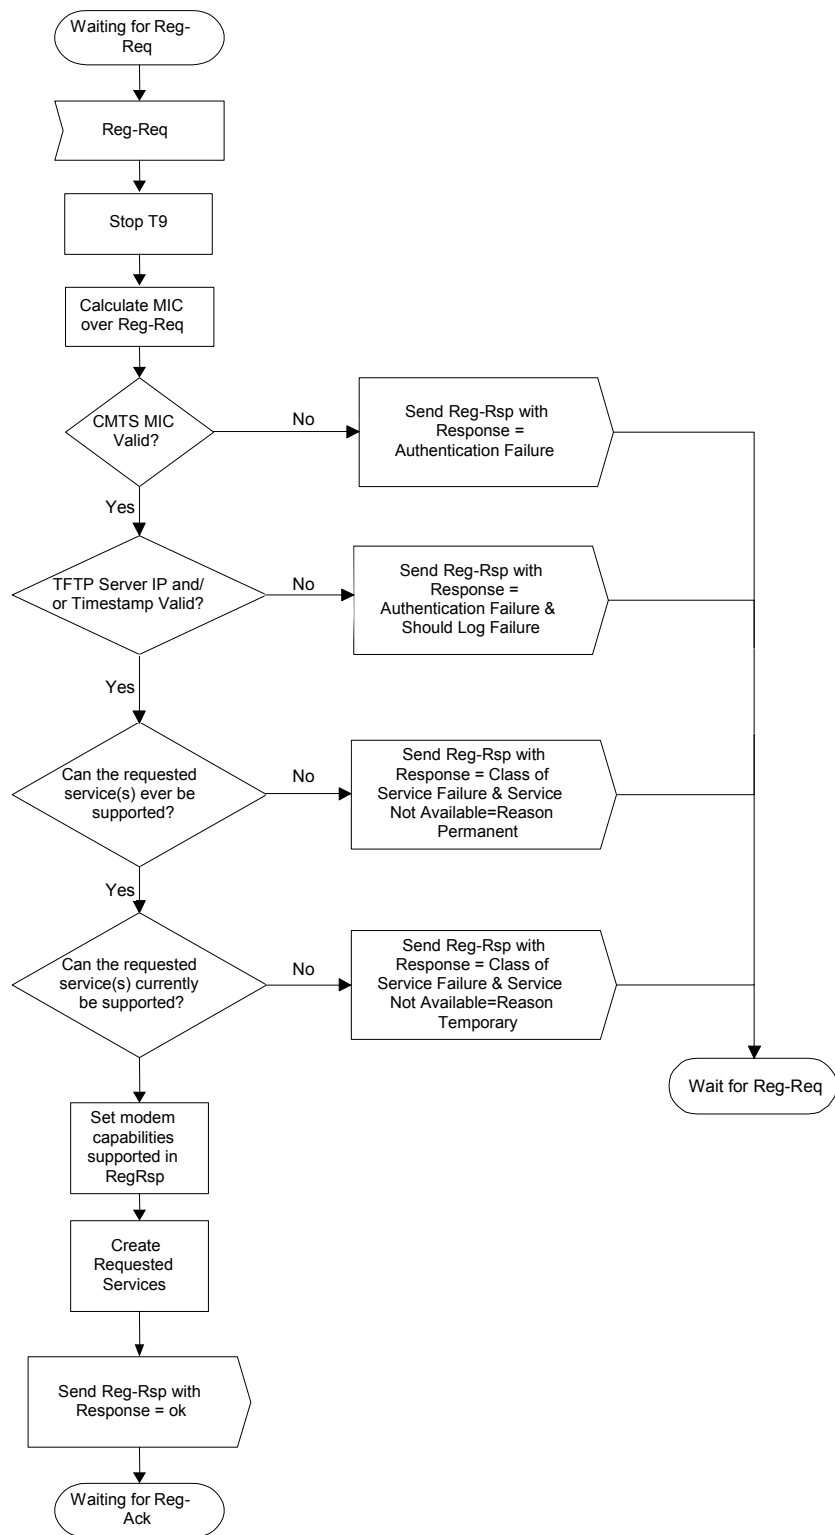 Waiting for Reg-
Req
Reg-Req
Stop T9
Calculate MIC
over Reg-Req
CMTS MIC
Valid?
No
Send Reg-Rsp with
Response =
Authentication Failure
Yes
TFTP Server IP and/
or Timestamp Valid?
No
Send Reg-Rsp with
Response =
Authentication Failure &
Should Log Failure
Yes
Can the requested
service(s) ever be
supported?
No
Send Reg-Rsp with
Response = Class of
Service Failure & Service
Not Available=Reason
Permanent
Yes
Can the requested
service(s) currently
be supported?
No
Send Reg-Rsp with
Response = Class of
Service Failure & Service
Not Available=Reason
Temporary
Wait for Reg-Req
Set modem
capabilities
supported in
RegRsp
Create
Requested
Services
Send Reg-Rsp with
Response = ok
Waiting for Reg-
Ack